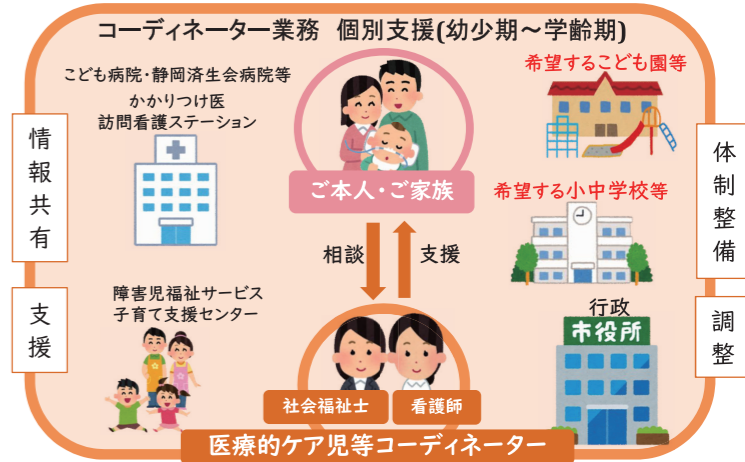 コーディネーター業務 個別支援(幼少期～学齢期)
こども病院・静岡済生会病院等
かかりつけ医
訪問看護ステーション
希望するこども園等
情報共有
ご本人・ご家族
希望する小中学校等
体制整備
相談
支援
支援
障害児福祉サービス
子育て支援センター
行政
市役所
調整
社会福祉士
看護師
医療的ケア児等コーディネーター